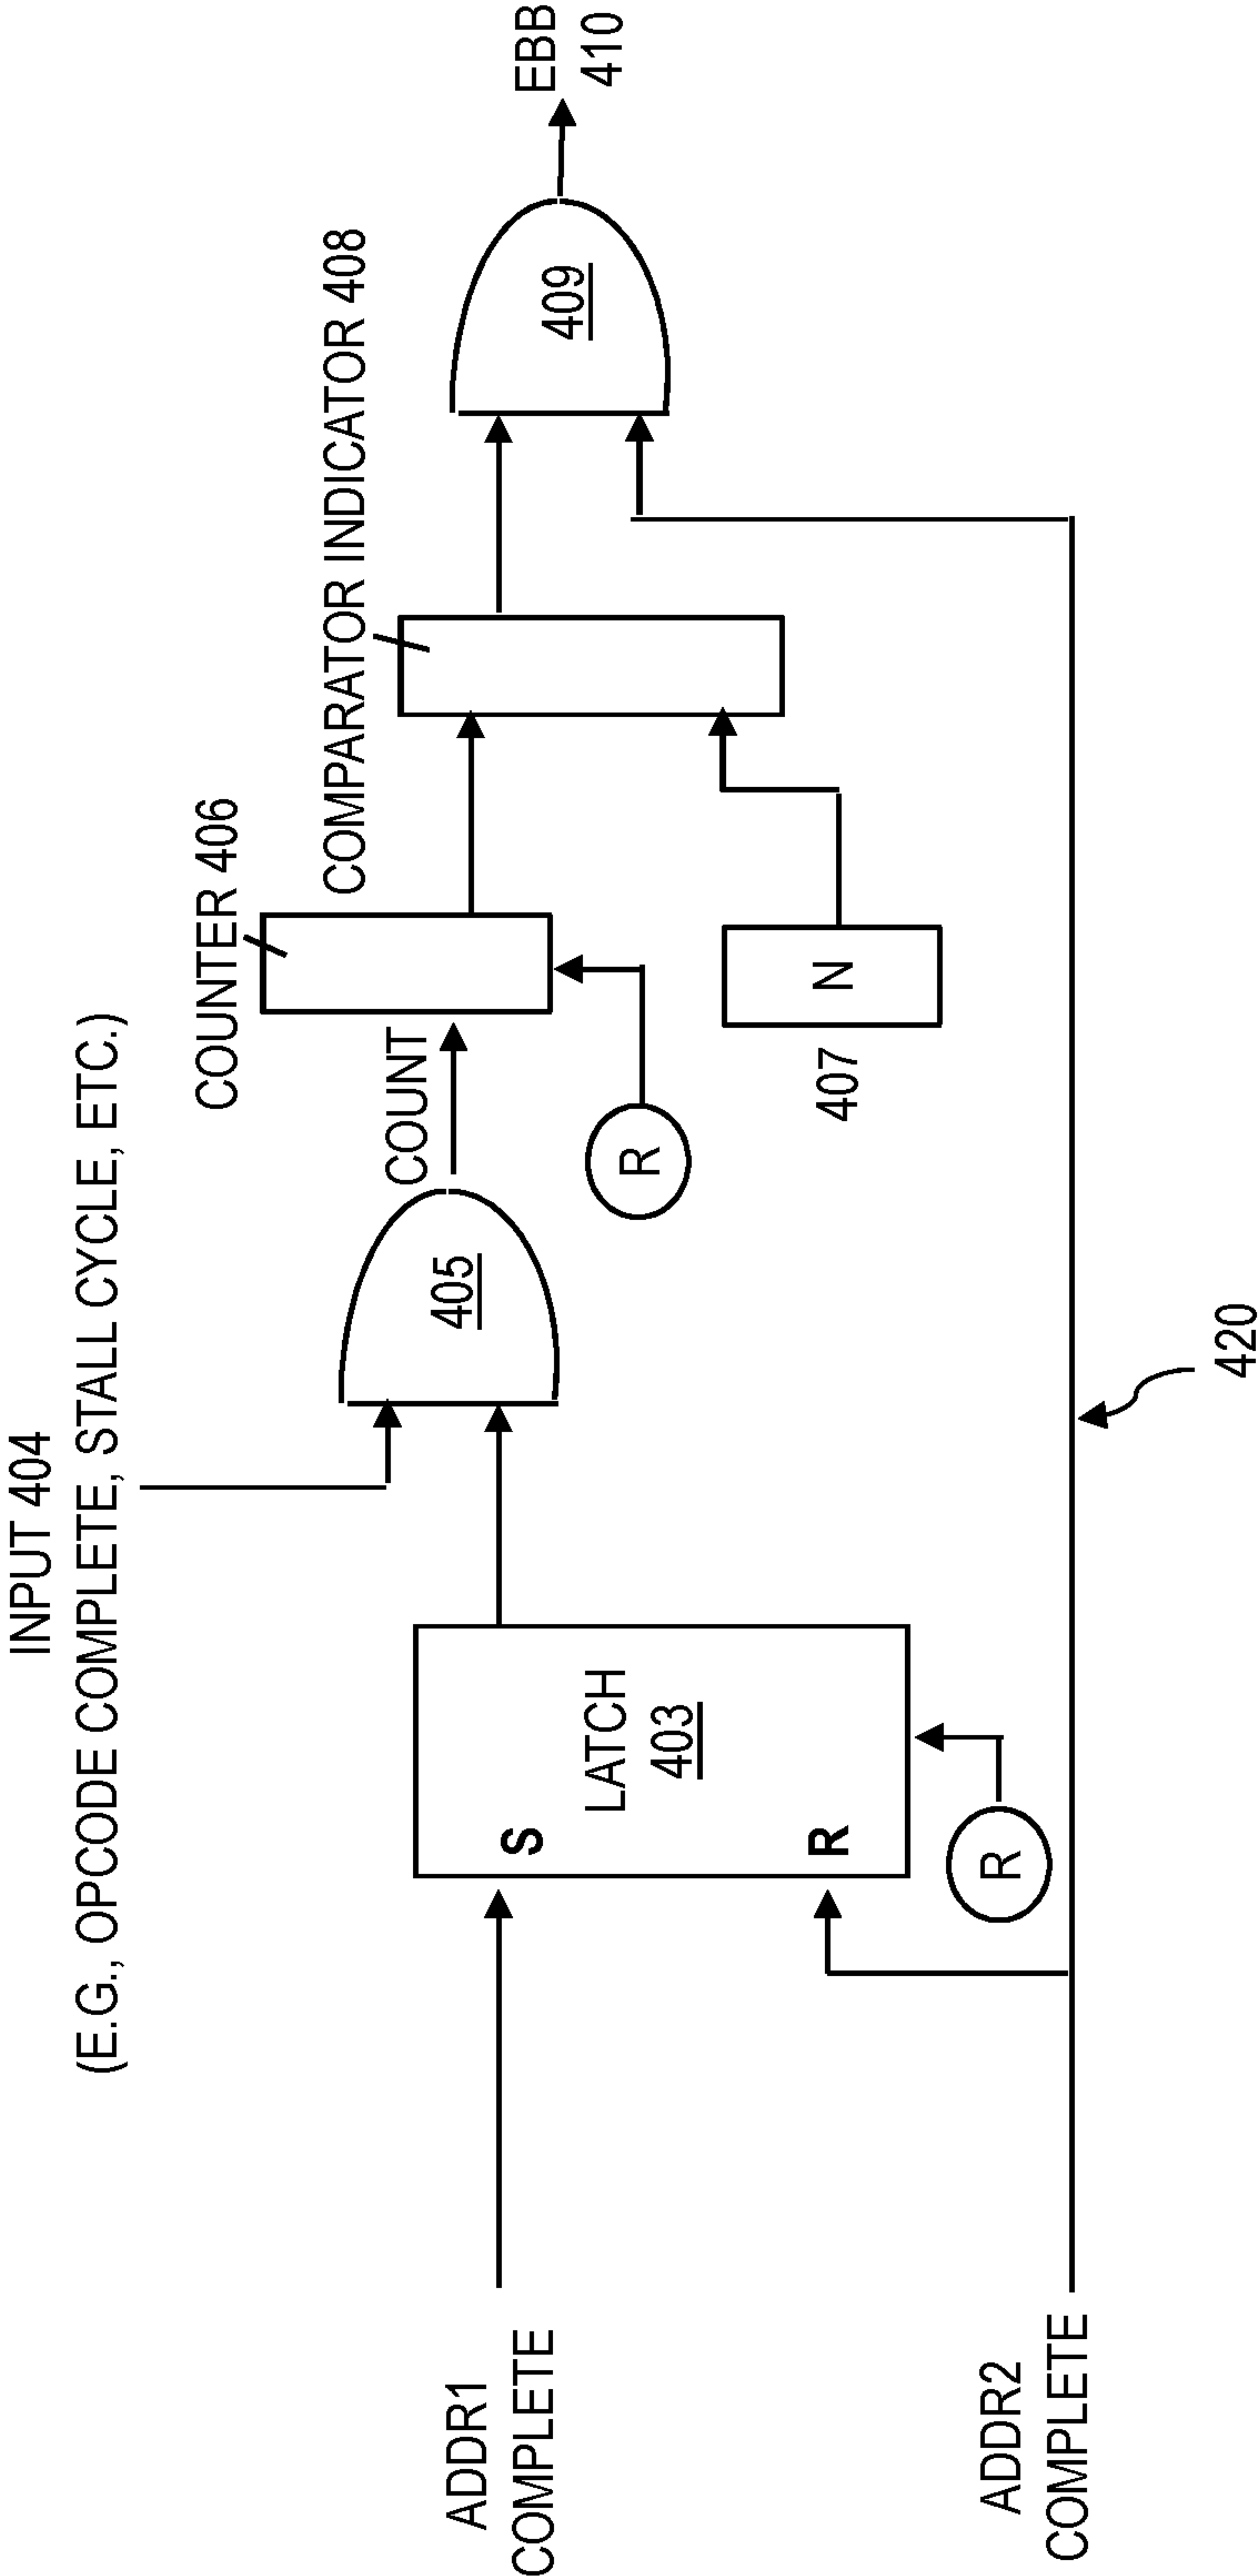 INPUT 404
(E.G., OPCODE COMPLETE, STALL CYCLE, ETC.)
COUNTER 406
COMPARATOR INDICATOR 408
COUNT
EBB
410
405
409
ADDR1
COMPLETE
S
LATCH
403
R
R
R
N
407
ADDR2
COMPLETE
420